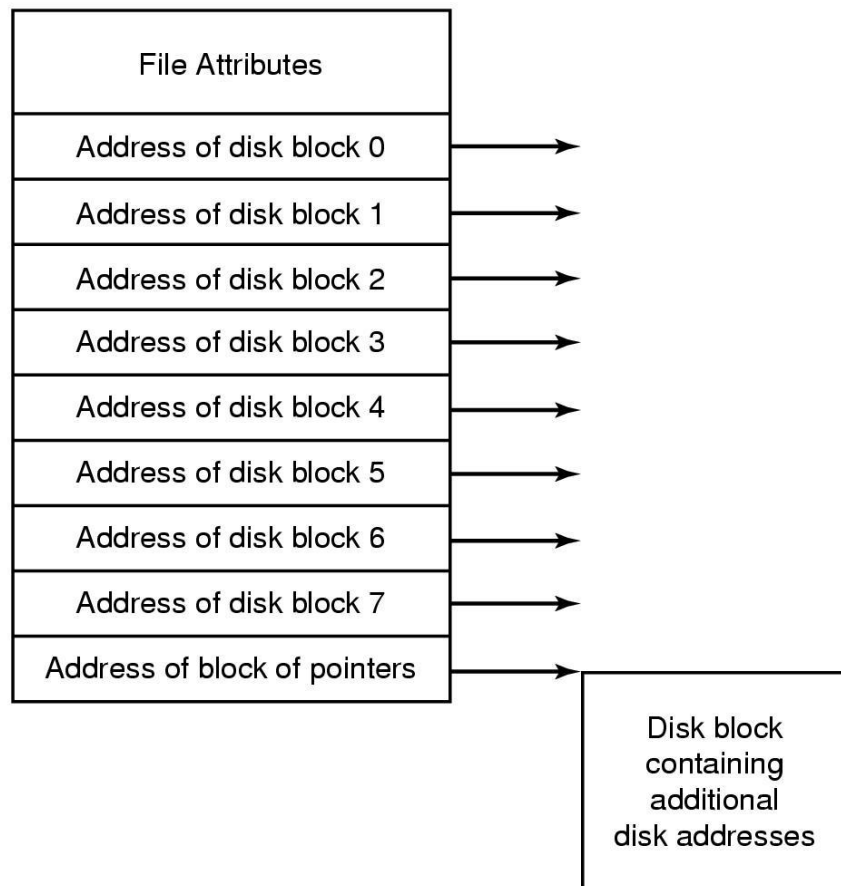 File Attributes
Address of disk block 0
Address of disk block 1
Address of disk block 2
Address of disk block 3
Address of disk block 4
Address of disk block 5
Address of disk block 6
Address of disk block 7
Address of block of pointers
Disk block
containing
additional
disk addresses